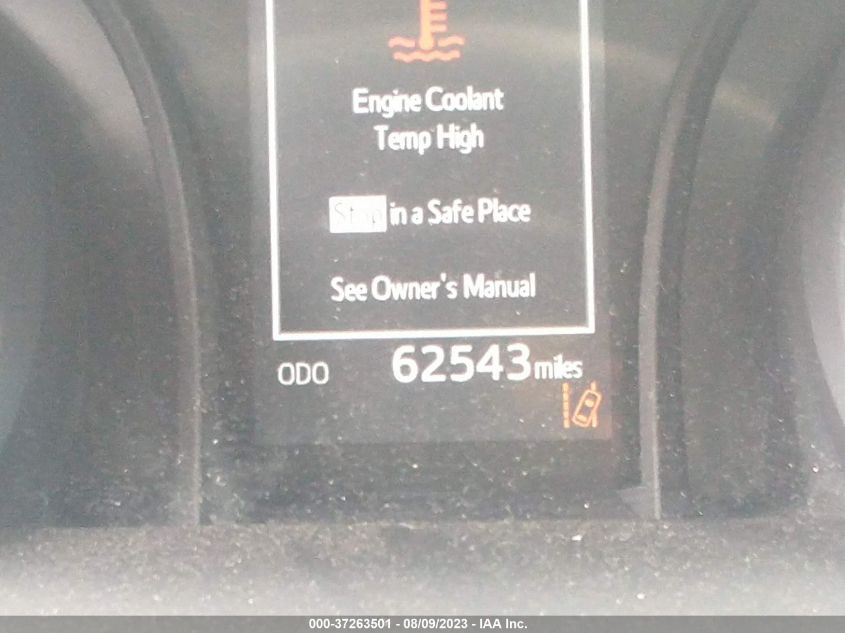 Engine Coolant
Temp High
Stop in a Safe Place
See Owner's Manual
ODO 62543 miles
000-37263501 - 08/09/2023 - IAA Inc.